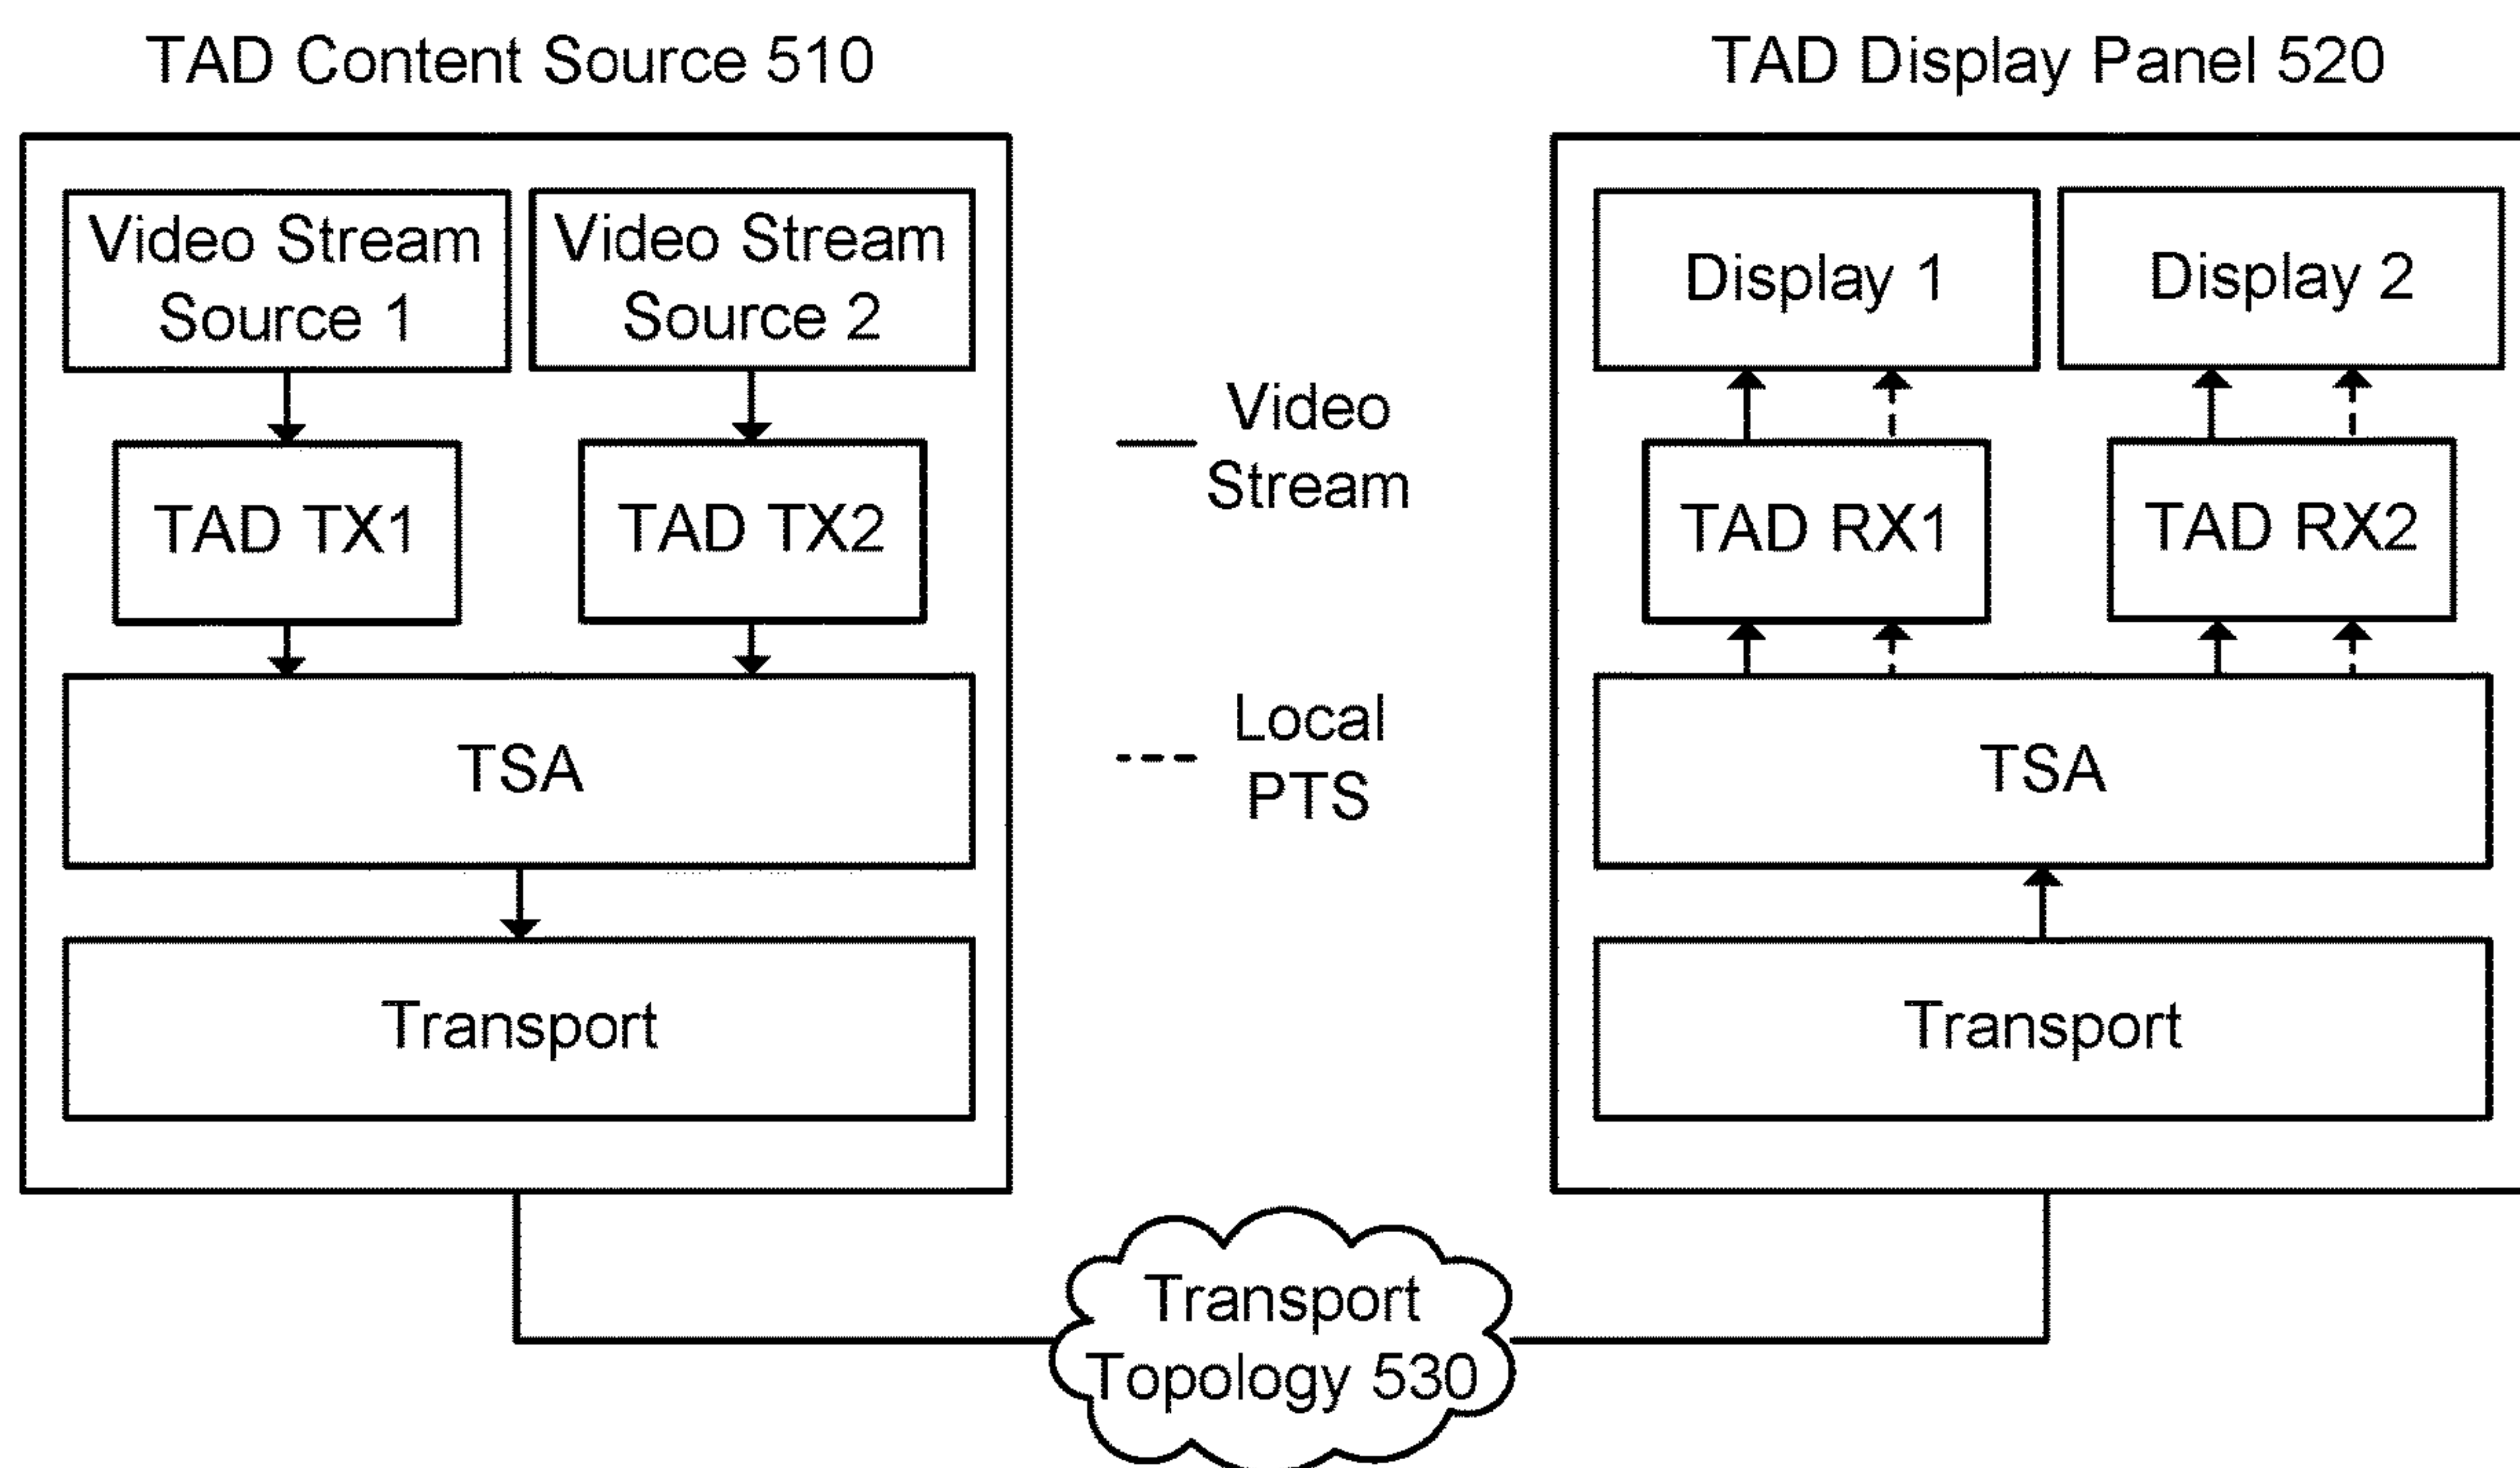 TAD Content Source 510
TAD Display Panel 520
Video Stream
Source 1
Video Stream
Source 2
TAD TX1
TAD TX2
TSA
Transport
Video
Stream
Local
PTS
Display 1
Display 2
TAD RX1
TAD RX2
TSA
Transport
Transport
Topology 530